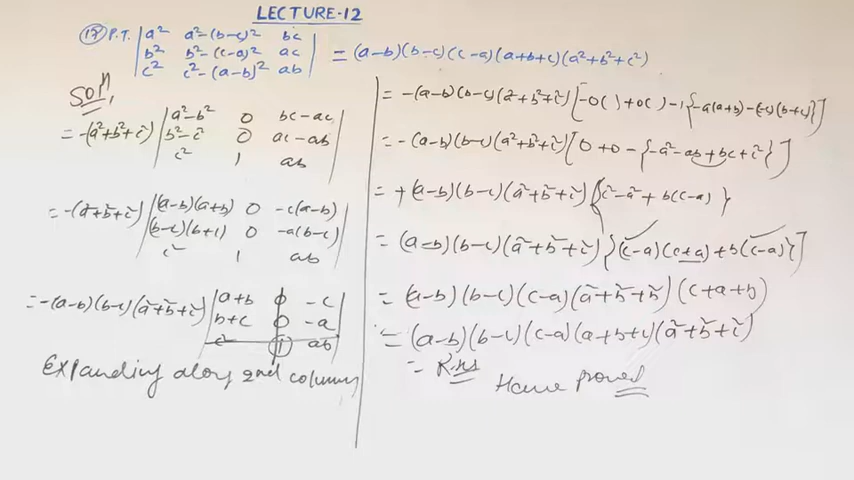 LECTURE-12
(17) P.T. | a² a²-(b-c)² bc |
| b² b²-(c-a)² ac | = (a-b)(b-c)(c-a)(a+b+c)(a²+b²+c²)
| c² c²-(a-b)² ab |
Solⁿ,
= -(a²+b²+c²) | a²-b² 0 bc-ac |
| b²-c² 0 ac-ab |
| c² 1 ab |
= -(a²+b²+c²) | (a-b)(a+b) 0 -c(a-b) |
| (b-c)(b+c) 0 -a(b-c) |
| c² 1 ab |
= -(a-b)(b-c)(a²+b²+c²) | a+b 0 -c |
| b+c 0 -a |
| c² 1 ab |
Expanding along 2nd column
= -(a-b)(b-c)(a²+b²+c²)[-0( )+0( )-1{-a(a+b)-(-c)(b+c)}]
= -(a-b)(b-c)(a²+b²+c²)[0+0-{-a²-ab+bc+c²}]
= +(a-b)(b-c)(a²+b²+c²){c²-a²+b(c-a)}
= (a-b)(b-c)(a²+b²+c²){(c-a)(c+a)+b(c-a)}]
= (a-b)(b-c)(c-a)(a²+b²+b²)(c+a+b)
= (a-b)(b-c)(c-a)(a+b+c)(a²+b²+c²)
= R.H.S
Hence proved